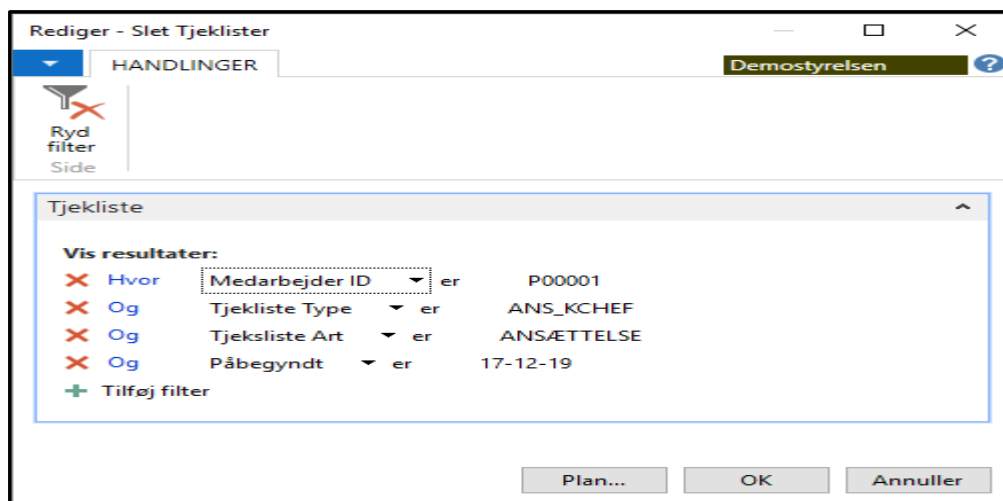 Rediger - Slet Tjeklister
HANDLINGER
Demostyrelsen
?
Ryd
filter
Side
Tjekliste
Vis resultater:
Hvor Medarbejder ID er P00001
Og Tjekliste Type er ANS_KCHEF
Og Tjeksliste Art er ANSÆTTELSE
Og Påbegyndt er 17-12-19
Tilføj filter
Plan... OK Annuller